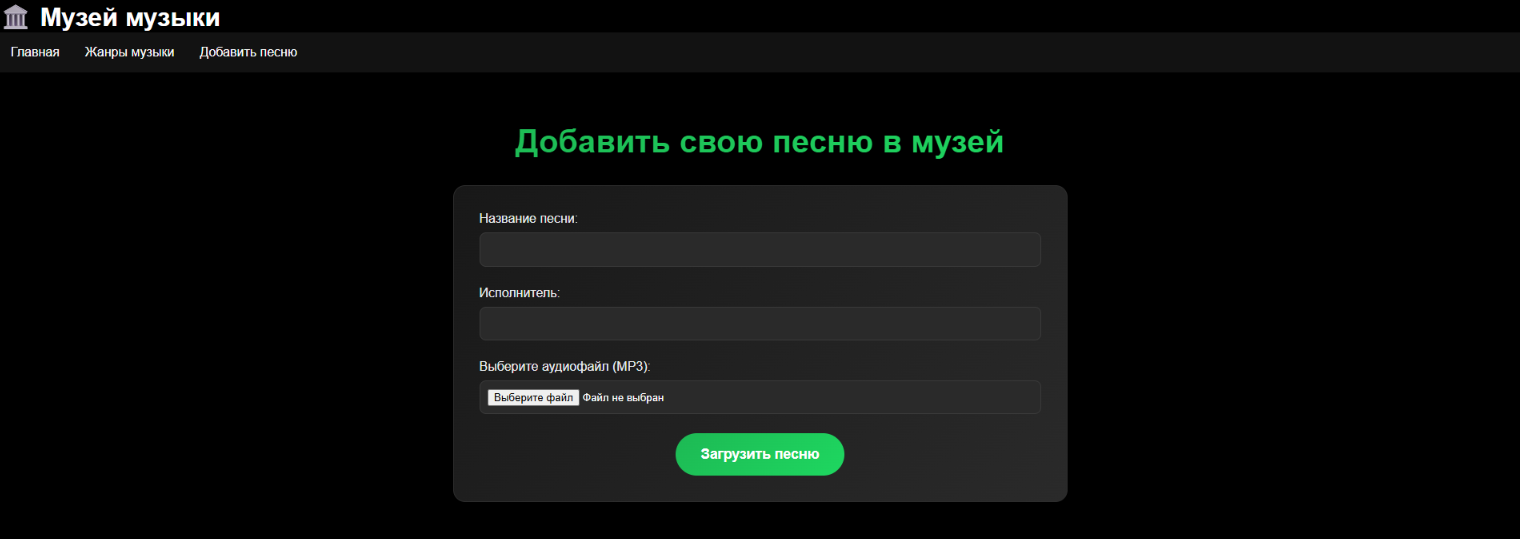 Музей музыки
Главная Жанры музыки Добавить песню
Добавить свою песню в музей
Название песни:
Исполнитель:
Выберите аудиофайл (MP3):
Выберите файл Файл не выбран
Загрузить песню